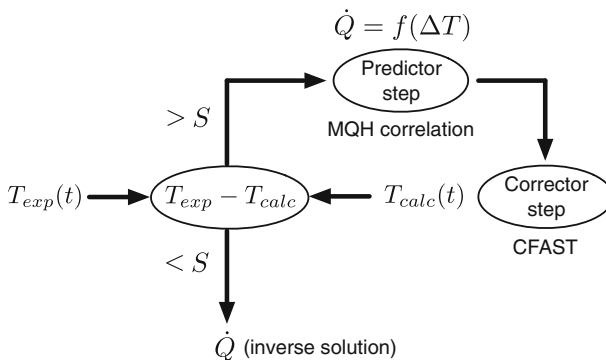 Q̇ = f(ΔT)
Predictor
step
> S
MQH correlation
T_exp(t)
T_exp − T_calc
T_calc(t)
Corrector
step
CFAST
< S
Q̇ (inverse solution)